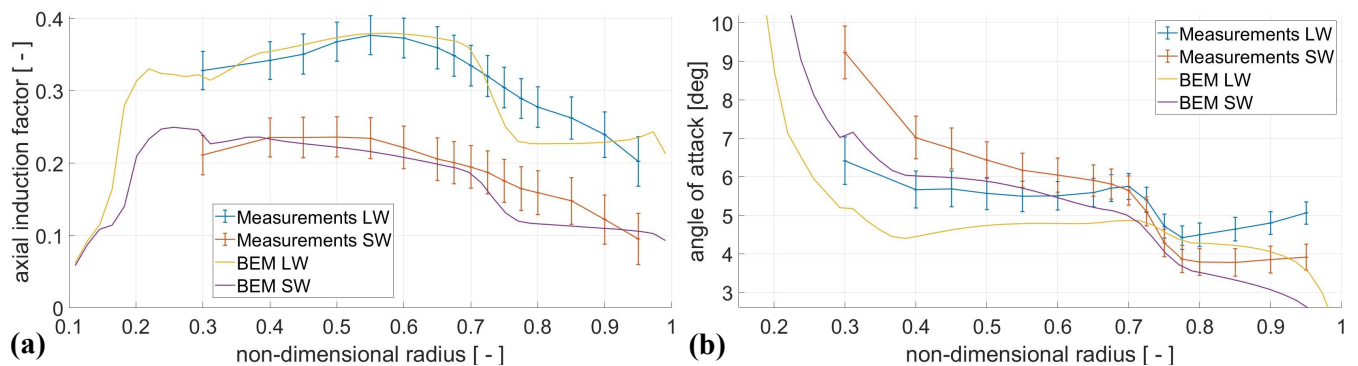 0.4
0.3
0.2
0.1
0
axial induction factor [ - ]
Measurements LW
Measurements SW
BEM LW
BEM SW
0.1 0.2 0.3 0.4 0.5 0.6 0.7 0.8 0.9 1
non-dimensional radius [ - ]
(a)
10
9
8
7
6
5
4
3
angle of attack [deg]
Measurements LW
Measurements SW
BEM LW
BEM SW
0.2 0.3 0.4 0.5 0.6 0.7 0.8 0.9 1
non-dimensional radius [ - ]
(b)